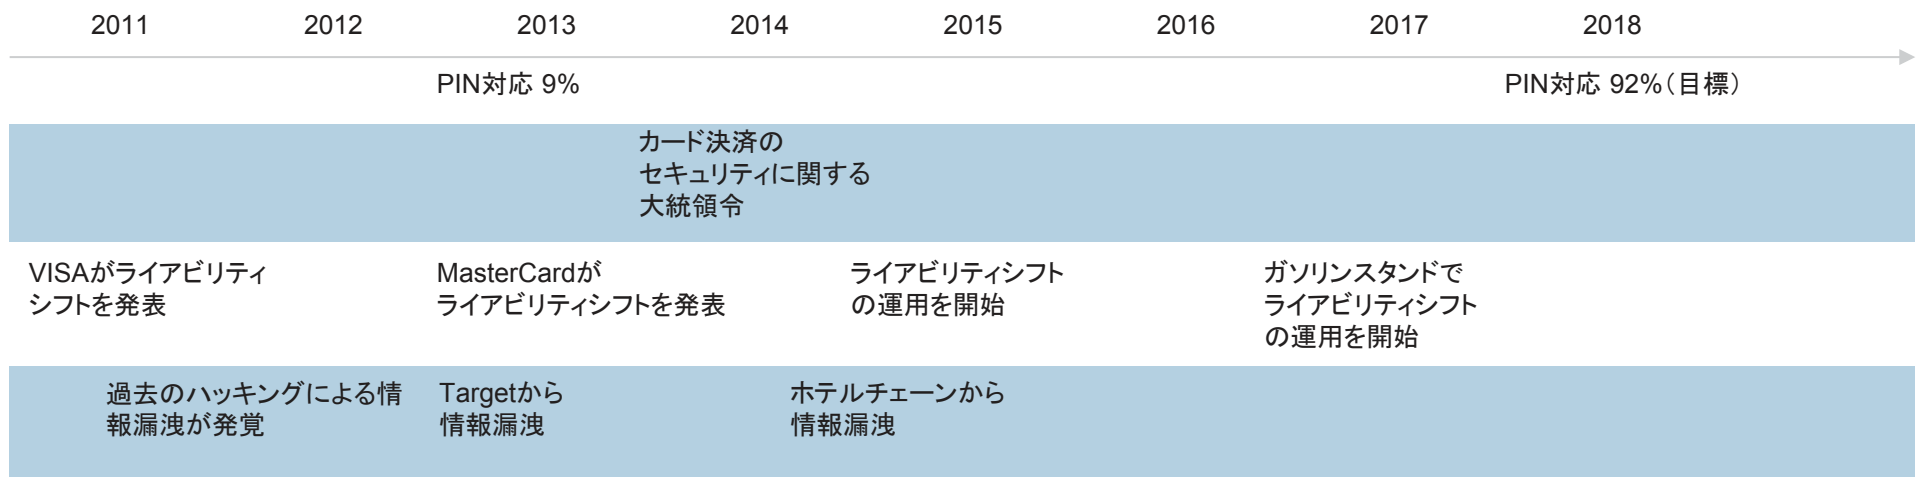 2011 2012 2013 2014 2015 2016 2017 2018
PIN対応 9% PIN対応 92%(目標)
カード決済の
セキュリティに関する
大統領令
VISAがライアビリティ
シフトを発表
MasterCardが
ライアビリティシフトを発表
ライアビリティシフト
の運用を開始
ガソリンスタンドで
ライアビリティシフト
の運用を開始
過去のハッキングによる情
報漏洩が発覚
Targetから
情報漏洩
ホテルチェーンから
情報漏洩